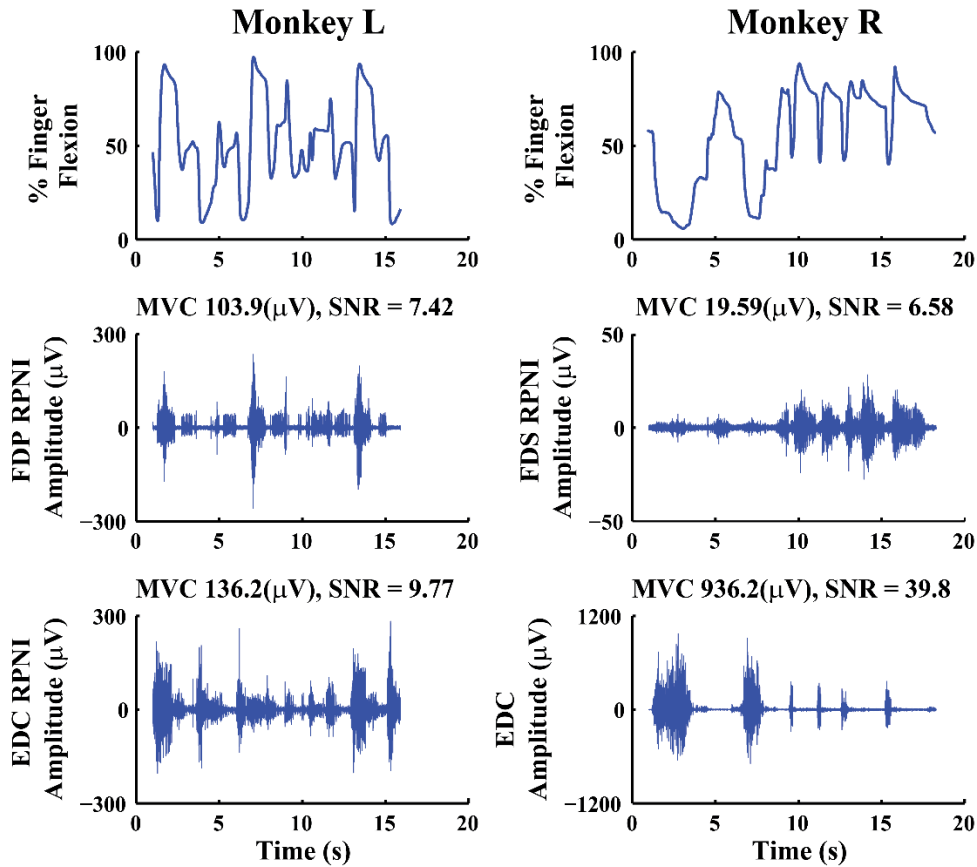 Monkey L
Monkey R
% Finger
Flexion
100
50
0
0 5 10 15 20
% Finger
Flexion
100
50
0
0 5 10 15 20
MVC 103.9(μV), SNR = 7.42
MVC 19.59(μV), SNR = 6.58
FDP RPNI
Amplitude (μV)
300
0
−300
0 5 10 15 20
FDS RPNI
Amplitude (μV)
50
0
−50
0 5 10 15 20
MVC 136.2(μV), SNR = 9.77
MVC 936.2(μV), SNR = 39.8
EDC RPNI
Amplitude (μV)
300
0
−300
0 5 10 15 20
Time (s)
EDC
Amplitude (μV)
1200
0
−1200
0 5 10 15 20
Time (s)